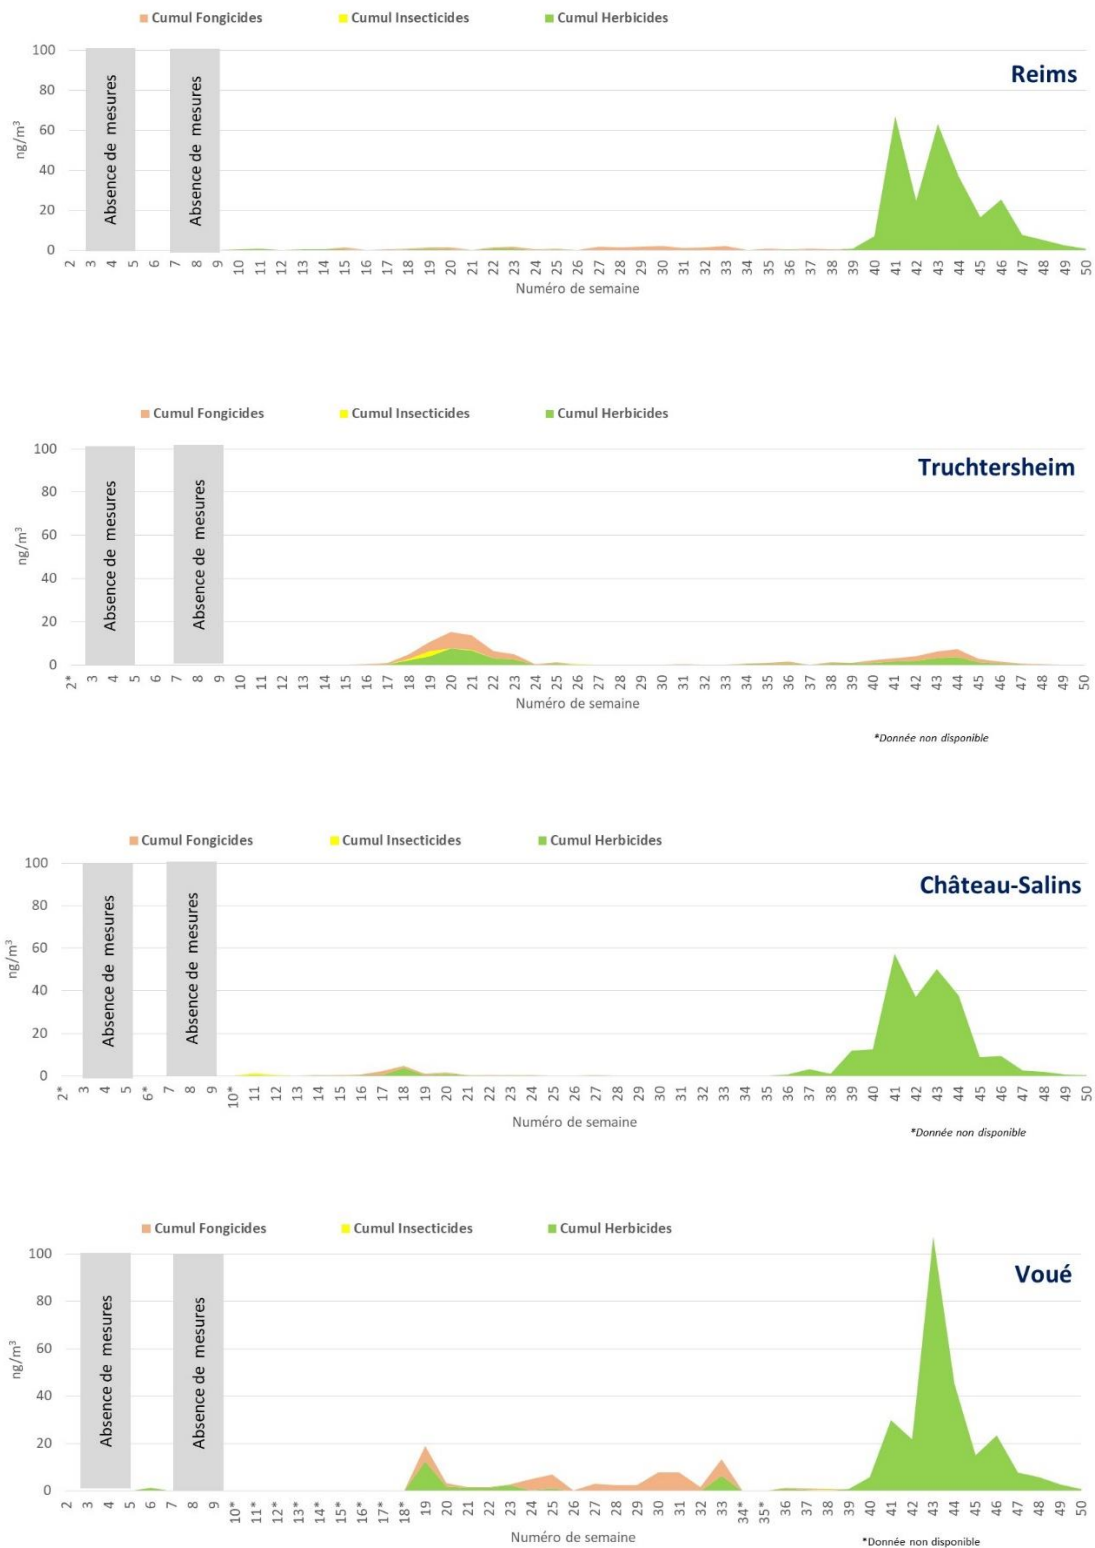 Cumul Fongicides Cumul Insecticides Cumul Herbicides
Reims
100
80
60
40
20
0
ng/m³
Absence de mesures
Absence de mesures
2 3 4 5 6 7 8 9 10 11 12 13 14 15 16 17 18 19 20 21 22 23 24 25 26 27 28 29 30 31 32 33 34 35 36 37 38 39 40 41 42 43 44 45 46 47 48 49 50
Numéro de semaine
Cumul Fongicides Cumul Insecticides Cumul Herbicides
Truchtersheim
100
80
60
40
20
0
ng/m³
Absence de mesures
Absence de mesures
2* 3 4 5 6 7 8 9 10 11 12 13 14 15 16 17 18 19 20 21 22 23 24 25 26 27 28 29 30 31 32 33 34 35 36 37 38 39 40 41 42 43 44 45 46 47 48 49 50
Numéro de semaine
*Donnée non disponible
Cumul Fongicides Cumul Insecticides Cumul Herbicides
Château-Salins
100
80
60
40
20
0
ng/m³
Absence de mesures
Absence de mesures
2* 3 4 5 6* 7 8 9 10* 11 12 13 14 15 16 17 18 19 20 21 22 23 24 25 26 27 28 29 30 31 32 33 34 35 36 37 38 39 40 41 42 43 44 45 46 47 48 49 50
Numéro de semaine
*Donnée non disponible
Cumul Fongicides Cumul Insecticides Cumul Herbicides
Voué
100
80
60
40
20
0
ng/m³
Absence de mesures
Absence de mesures
2 3 4 5 6 7 8 9 10* 11* 12* 13* 14* 15* 16* 17* 18* 19 20 21 22 23 24 25 26 27 28 29 30 31 32 33 34* 35* 36 37 38 39 40 41 42 43 44 45 46 47 48 49 50
Numéro de semaine
*Donnée non disponible